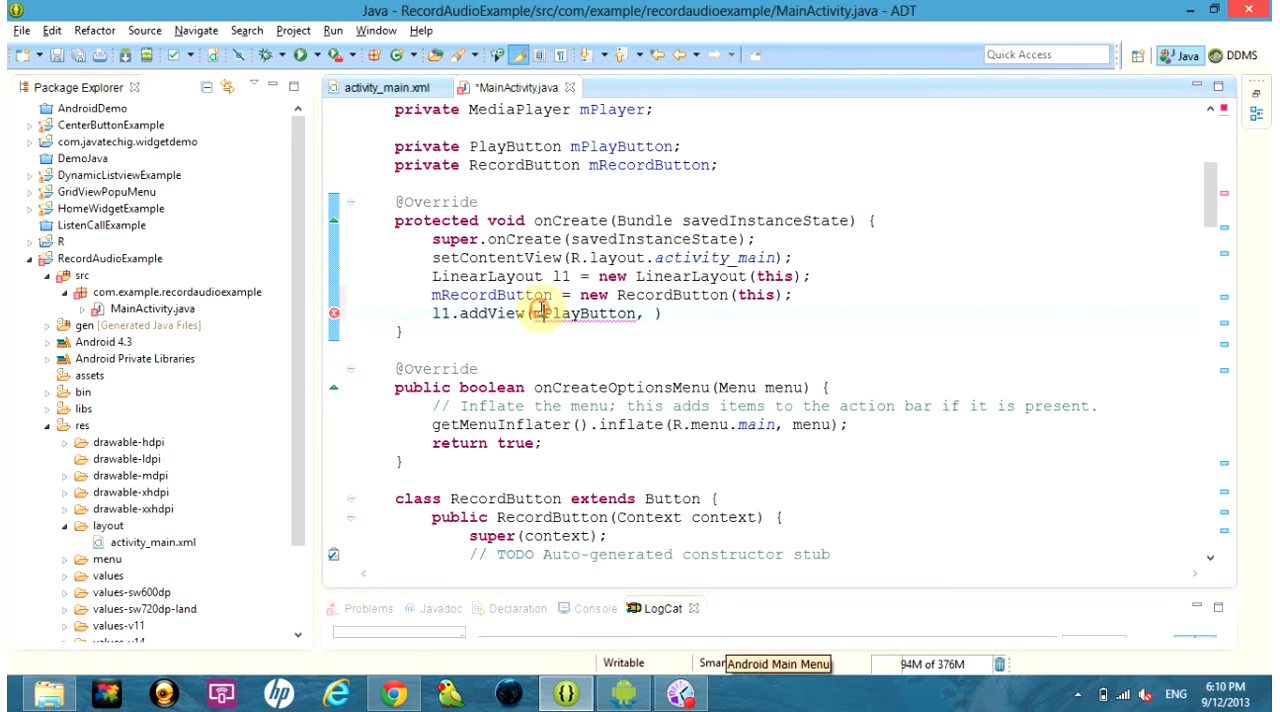 Java - RecordAudioExample/src/com/example/recordaudioexample/MainActivity.java - ADT
File Edit Refactor Source Navigate Search Project Run Window Help
Quick Access
Java
DDMS
Package Explorer
activity_main.xml
*MainActivity.java
AndroidDemo
CenterButtonExample
com.javatechig.widgetdemo
DemoJava
DynamicListviewExample
GridViewPopuMenu
HomeWidgetExample
ListenCallExample
R
RecordAudioExample
src
com.example.recordaudioexample
MainActivity.java
gen [Generated Java Files]
Android 4.3
Android Private Libraries
assets
bin
libs
res
drawable-hdpi
drawable-ldpi
drawable-mdpi
drawable-xhdpi
drawable-xxhdpi
layout
activity_main.xml
menu
values
values-sw600dp
values-sw720dp-land
values-v11
values-v14
private MediaPlayer mPlayer;
private PlayButton mPlayButton;
private RecordButton mRecordButton;
@Override
protected void onCreate(Bundle savedInstanceState) {
super.onCreate(savedInstanceState);
setContentView(R.layout.activity_main);
LinearLayout l1 = new LinearLayout(this);
mRecordButton = new RecordButton(this);
l1.addView(mPlayButton, )
}
@Override
public boolean onCreateOptionsMenu(Menu menu) {
// Inflate the menu; this adds items to the action bar if it is present.
getMenuInflater().inflate(R.menu.main, menu);
return true;
}
class RecordButton extends Button {
public RecordButton(Context context) {
super(context);
// TODO Auto-generated constructor stub
Problems
@ Javadoc
Declaration
Console
LogCat
Writable
Smar
Android Main Menu
94M of 376M
ENG
6:10 PM
9/12/2013